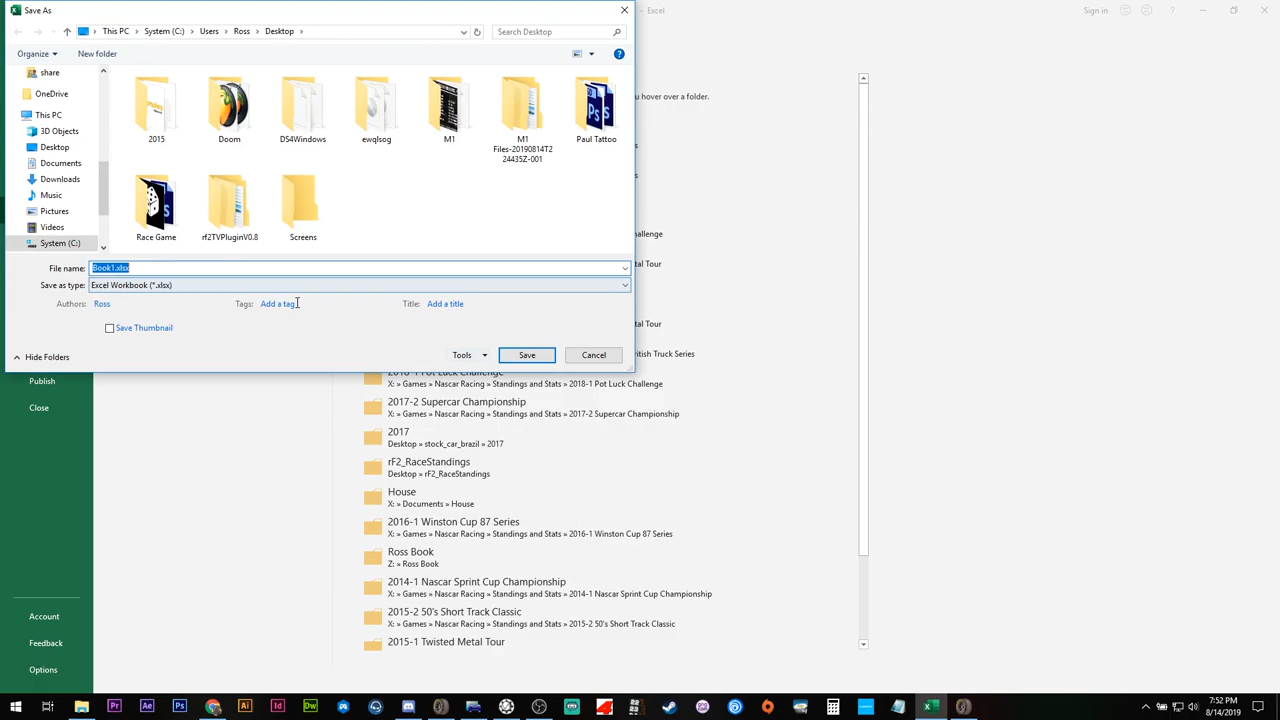 Save As
Excel
Sign in
This PC > System (C:) > Users > Ross > Desktop >
Search Desktop
Organize
New folder
share
OneDrive
This PC
3D Objects
Desktop
Documents
Downloads
Music
Pictures
Videos
System (C:)
2015
Doom
DS4Windows
ewqlsog
M1
M1
Files-20190814T2
24435Z-001
Paul Tattoo
Race Game
rf2TVPluginV0.8
Screens
File name: Book1.xlsx
Save as type: Excel Workbook (*.xlsx)
Authors: Ross
Tags: Add a tag
Title: Add a title
Save Thumbnail
Hide Folders
Tools
Save
Cancel
you hover over a folder.
Tour
Tour
British Truck Series
Publish
Close
Account
Feedback
Options
2018-1 Pot Luck Challenge
X: » Games » Nascar Racing » Standings and Stats » 2018-1 Pot Luck Challenge
2017-2 Supercar Championship
X: » Games » Nascar Racing » Standings and Stats » 2017-2 Supercar Championship
2017
Desktop » stock_car_brazil » 2017
rF2_RaceStandings
Desktop » rF2_RaceStandings
House
X: » Documents » House
2016-1 Winston Cup 87 Series
X: » Games » Nascar Racing » Standings and Stats » 2016-1 Winston Cup 87 Series
Ross Book
Z: » Ross Book
2014-1 Nascar Sprint Cup Championship
X: » Games » Nascar Racing » Standings and Stats » 2014-1 Nascar Sprint Cup Championship
2015-2 50's Short Track Classic
X: » Games » Nascar Racing » Standings and Stats » 2015-2 50's Short Track Classic
2015-1 Twisted Metal Tour
7:52 PM
8/14/2019